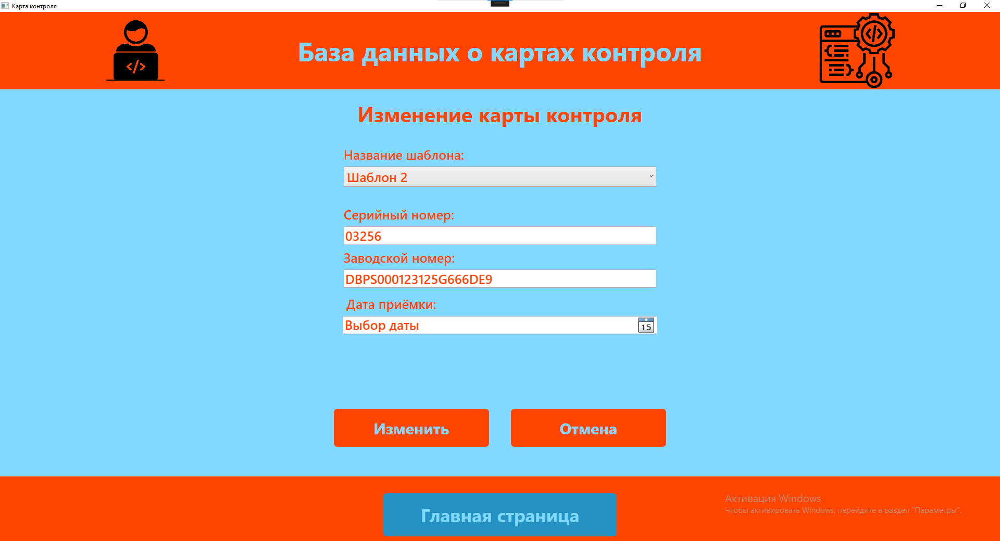 Карта контроля
База данных о картах контроля
</>
</>
Изменение карты контроля
Название шаблона:
Шаблон 2
Серийный номер:
03256
Заводской номер:
DBPS000123125G666DE9
Дата приёмки:
Выбор даты
15
Изменить
Отмена
Главная страница
Активация Windows
Чтобы активировать Windows, перейдите в раздел "Параметры".